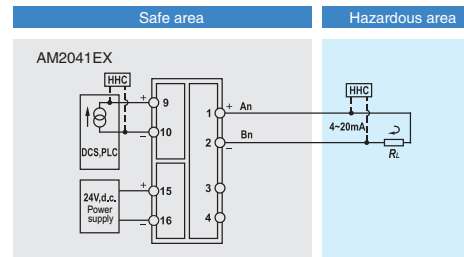 Safe area
Hazardous area
AM2041EX
HHC
+ 9
− 10
DCS,PLC
1 + An
2 − Bn
HHC
4~20mA
RL
24V,d.c.
Power
supply
+ 15
− 16
3
4